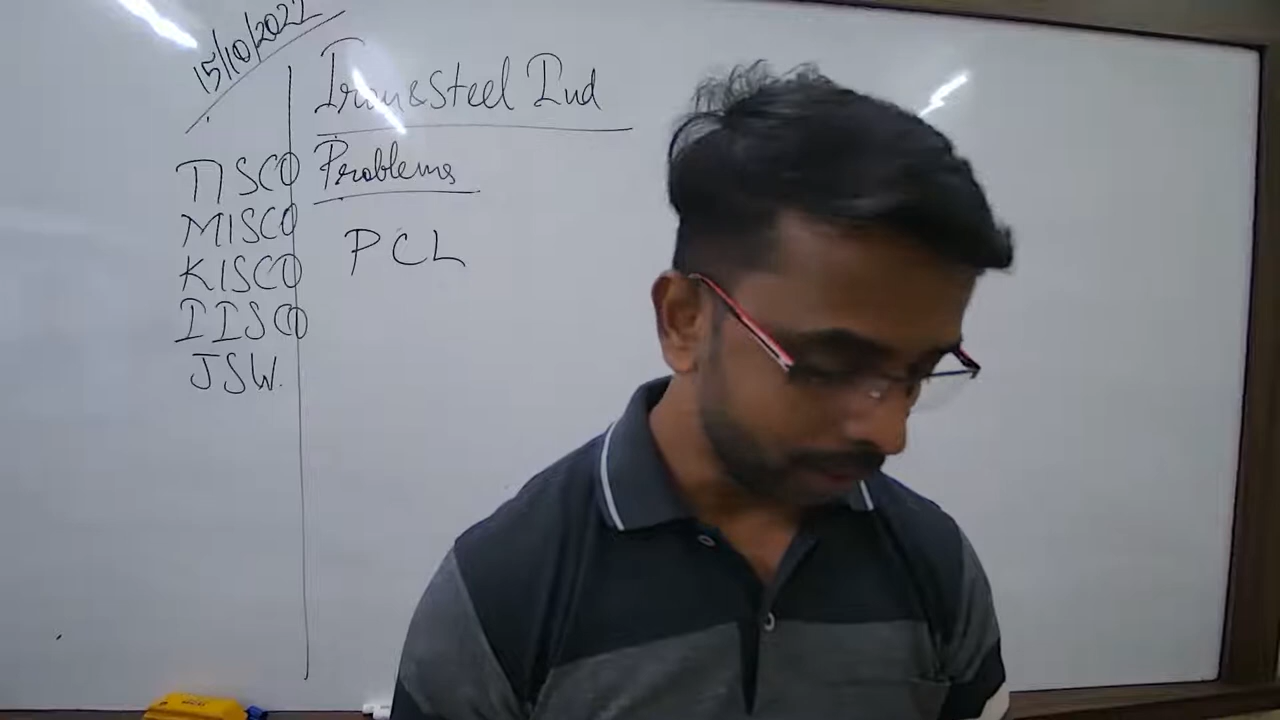 15/10/2022
Iron & Steel Ind
Problems
PCL
TISCO
MISCO
KISCO
IISCO
JSW.